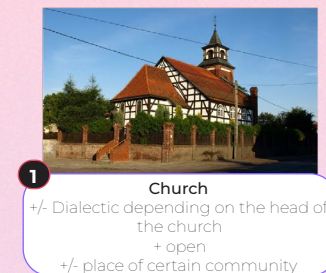 1
Church
+/- Dialectic depending on the head of
the church
+ open
+/- place of certain community